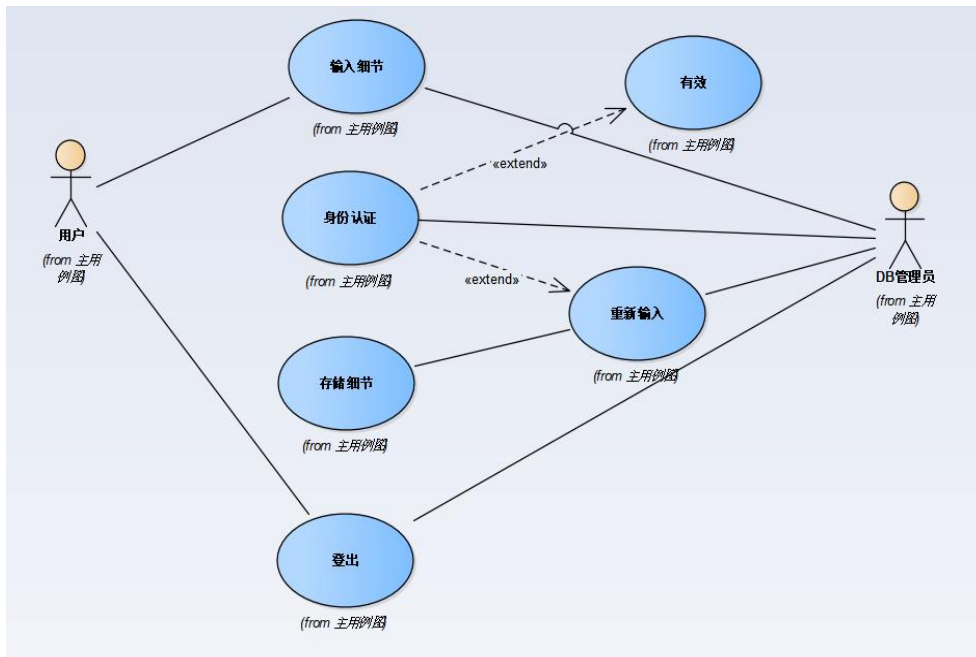 输入细节
(from 主用例图)
有效
(from 主用例图)
«extend»
用户
(from 主用
例图)
身份认证
(from 主用例图)
DB管理员
(from 主用
例图)
«extend»
重新输入
(from 主用例图)
存储细节
(from 主用例图)
登出
(from 主用例图)